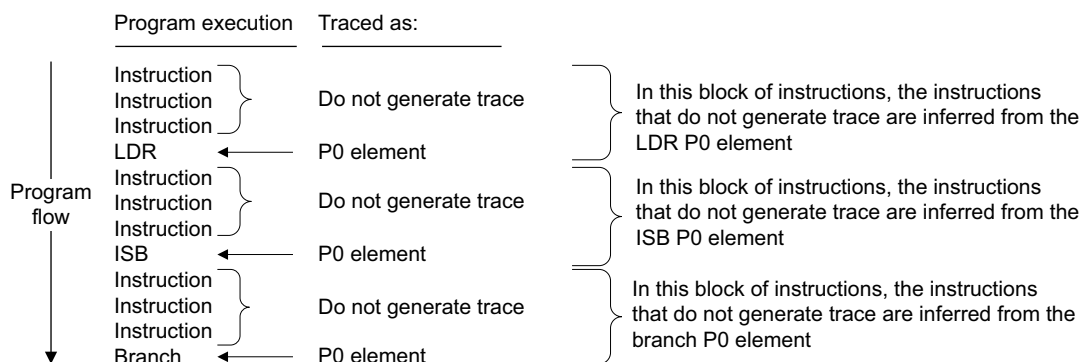 Program execution
Traced as:
Instruction
Instruction
Instruction
Do not generate trace
In this block of instructions, the instructions
that do not generate trace are inferred from the
LDR P0 element
LDR
P0 element
Program
flow
Instruction
Instruction
Instruction
Do not generate trace
In this block of instructions, the instructions
that do not generate trace are inferred from the
ISB P0 element
ISB
P0 element
Instruction
Instruction
Instruction
Do not generate trace
In this block of instructions, the instructions
that do not generate trace are inferred from the
branch P0 element
Branch
P0 element